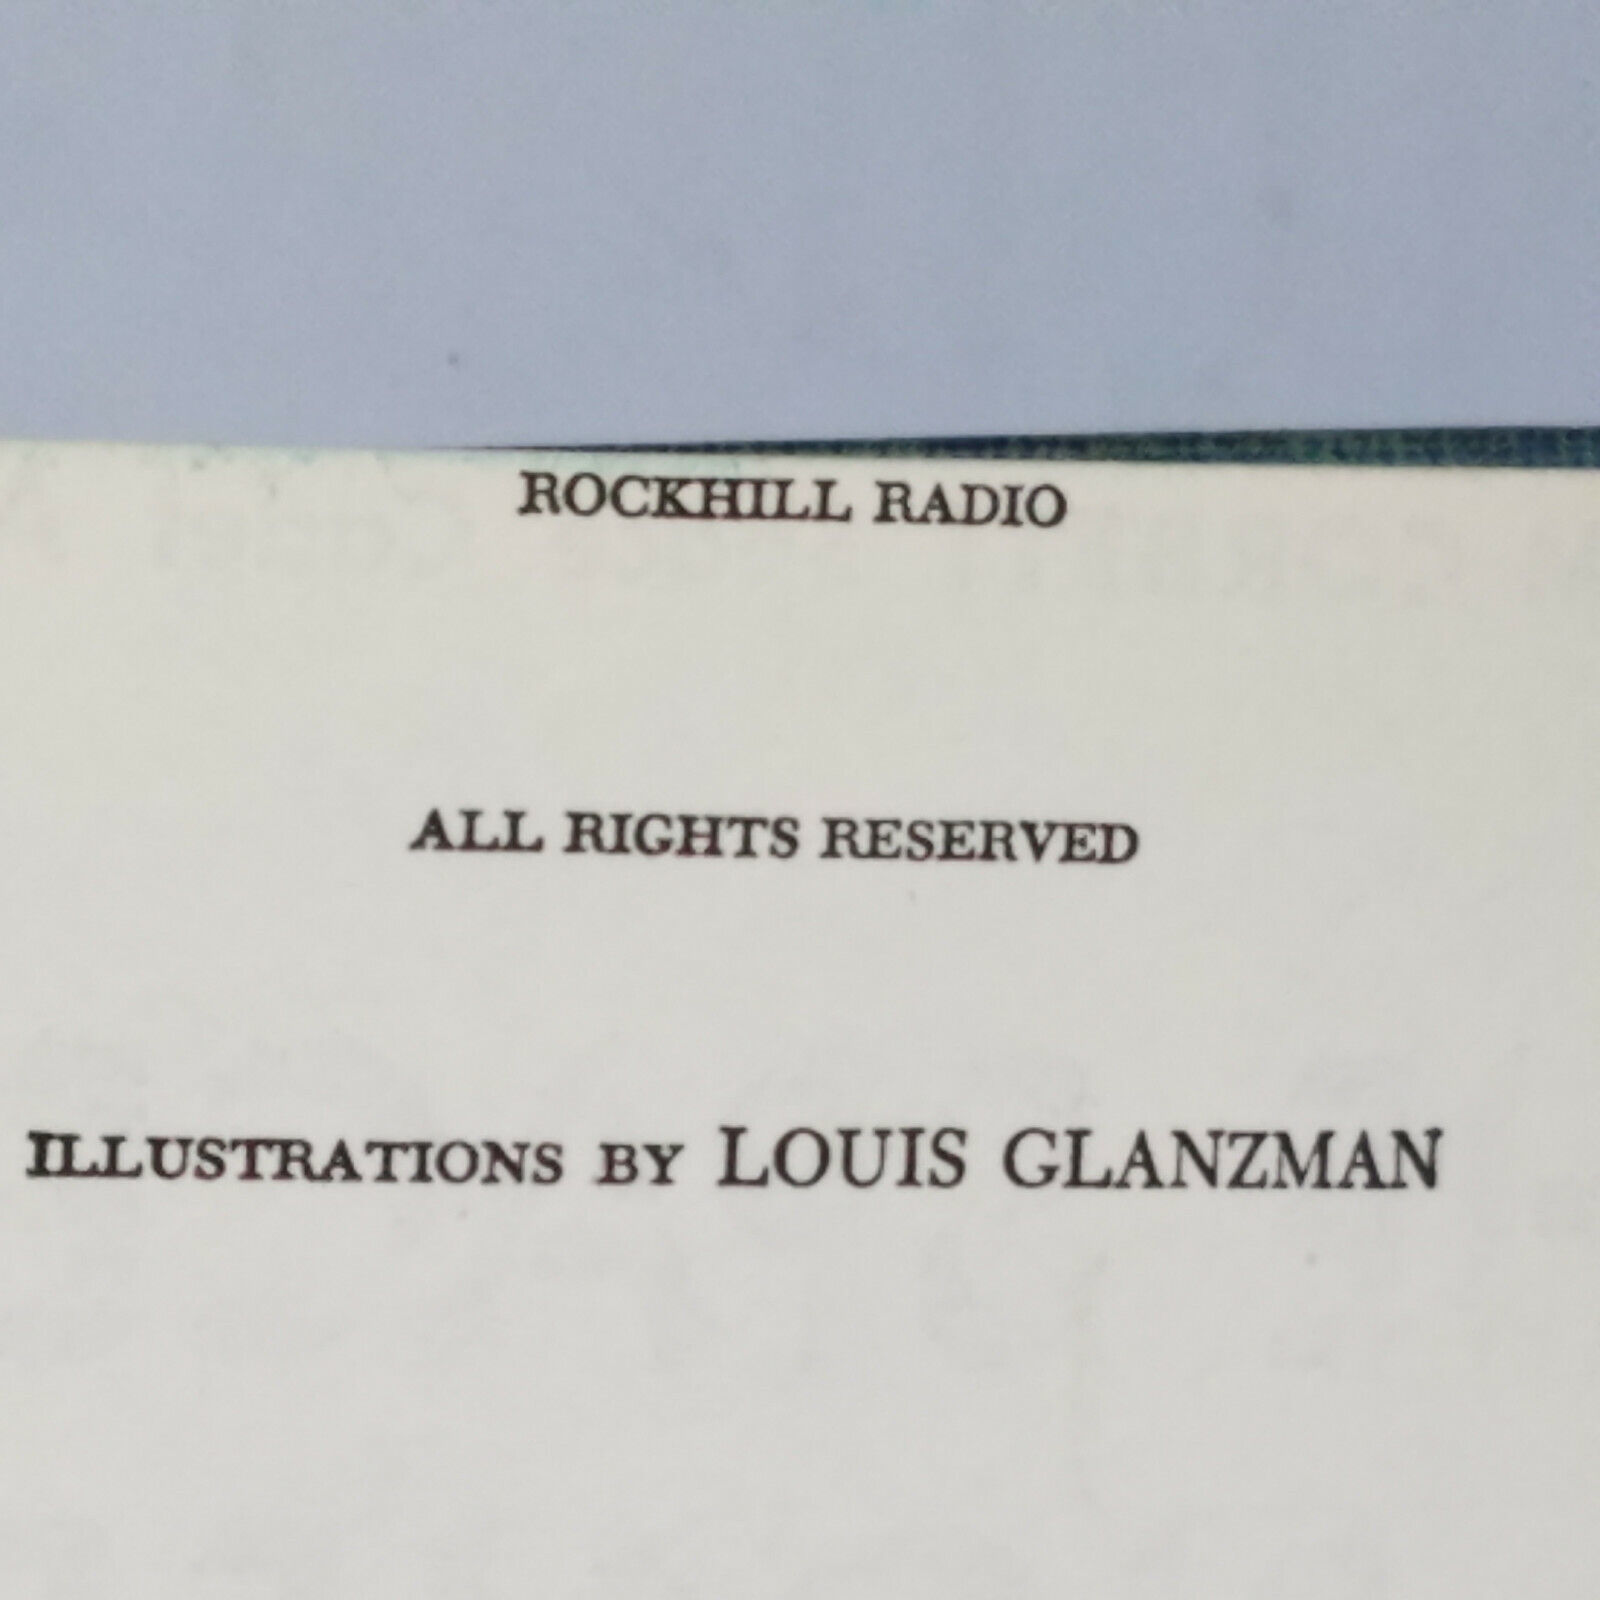 ROCKHILL RADIO
ALL RIGHTS RESERVED
ILLUSTRATIONS BY LOUIS GLANZMAN